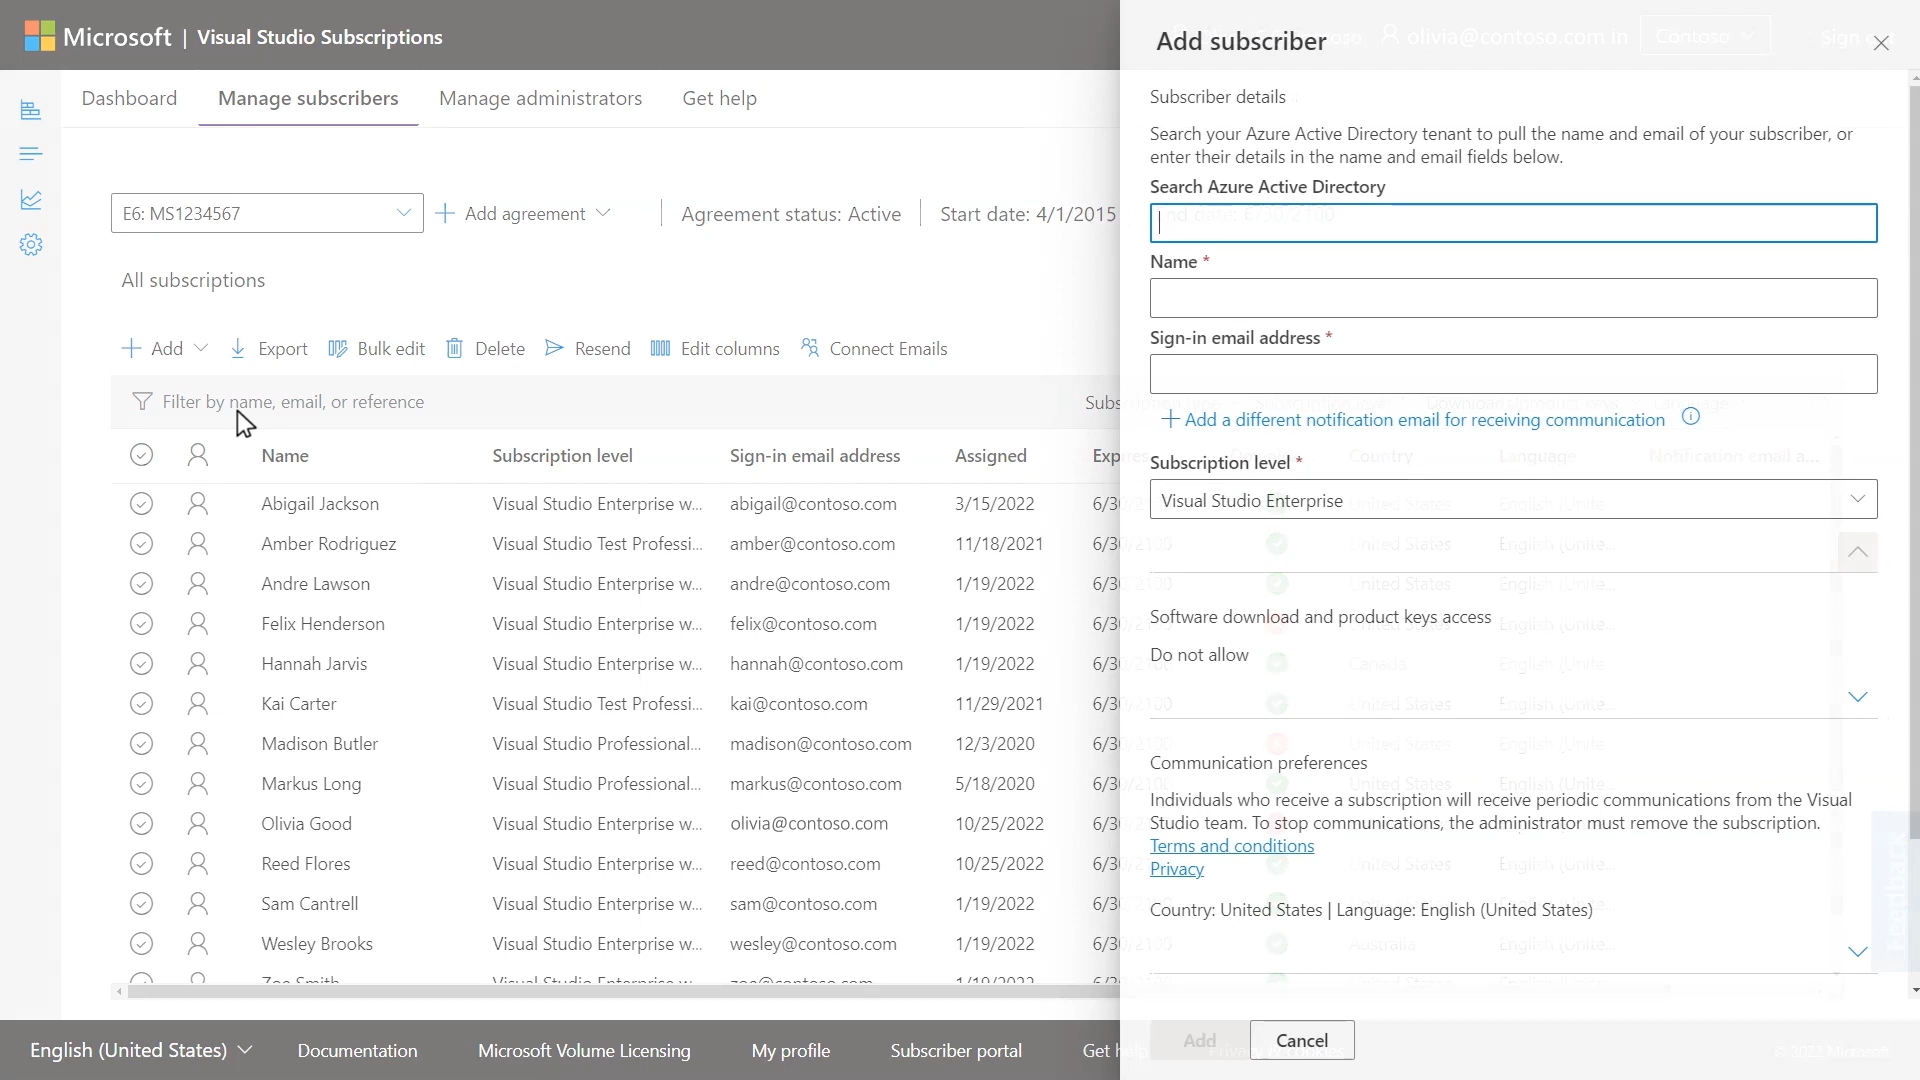 Microsoft | Visual Studio Subscriptions
Dashboard
Manage subscribers
Manage administrators
Get help
E6: MS1234567
Add agreement
Agreement status: Active
Start date: 4/1/2015
All subscriptions
Add
Export
Bulk edit
Delete
Resend
Edit columns
Connect Emails
Filter by name, email, or reference
Name Subscription level Sign-in email address Assigned Expires
Abigail Jackson Visual Studio Enterprise w... abigail@contoso.com 3/15/2022
Amber Rodriguez Visual Studio Test Professi... amber@contoso.com 11/18/2021
Andre Lawson Visual Studio Enterprise w... andre@contoso.com 1/19/2022
Felix Henderson Visual Studio Enterprise w... felix@contoso.com 1/19/2022
Hannah Jarvis Visual Studio Enterprise w... hannah@contoso.com 1/19/2022
Kai Carter Visual Studio Test Professi... kai@contoso.com 11/29/2021
Madison Butler Visual Studio Professional... madison@contoso.com 12/3/2020
Markus Long Visual Studio Professional... markus@contoso.com 5/18/2020
Olivia Good Visual Studio Enterprise w... olivia@contoso.com 10/25/2022
Reed Flores Visual Studio Enterprise w... reed@contoso.com 10/25/2022
Sam Cantrell Visual Studio Enterprise w... sam@contoso.com 1/19/2022
Wesley Brooks Visual Studio Enterprise w... wesley@contoso.com 1/19/2022
Add subscriber
olivia@contoso.com in
Contoso
Subscriber details
Search your Azure Active Directory tenant to pull the name and email of your subscriber, or
enter their details in the name and email fields below.
Search Azure Active Directory
Name *
Sign-in email address *
Add a different notification email for receiving communication
Subscription level *
Visual Studio Enterprise
Software download and product keys access
Do not allow
Communication preferences
Individuals who receive a subscription will receive periodic communications from the Visual
Studio team. To stop communications, the administrator must remove the subscription.
Terms and conditions
Privacy
Country: United States | Language: English (United States)
Feedback
Add
Cancel
English (United States)
Documentation
Microsoft Volume Licensing
My profile
Subscriber portal
Get help